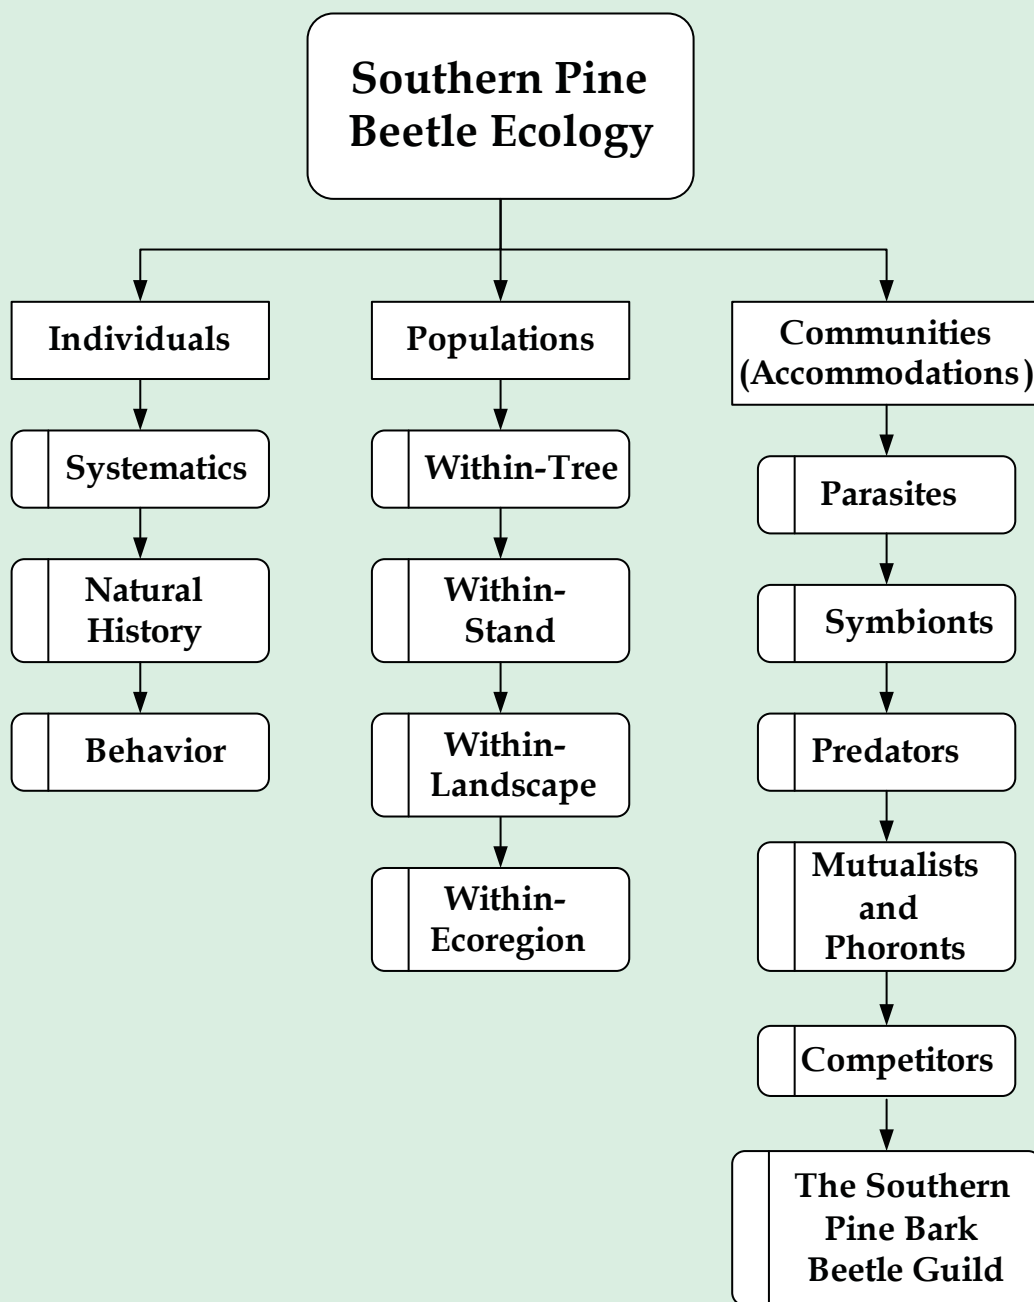 Southern Pine
Beetle Ecology
Individuals
Systematics
Natural
History
Behavior
Populations
Within-Tree
Within-
Stand
Within-
Landscape
Within-
Ecoregion
Communities
(Accommodations)
Parasites
Symbionts
Predators
Mutualists
and
Phoronts
Competitors
The Southern
Pine Bark
Beetle Guild